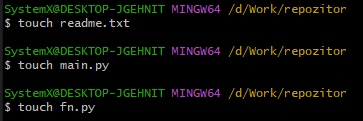 SystemX@DESKTOP-JGEHNIT MINGW64 /d/Work/repozitor
$ touch readme.txt
SystemX@DESKTOP-JGEHNIT MINGW64 /d/Work/repozitor
$ touch main.py
SystemX@DESKTOP-JGEHNIT MINGW64 /d/Work/repozitor
$ touch fn.py